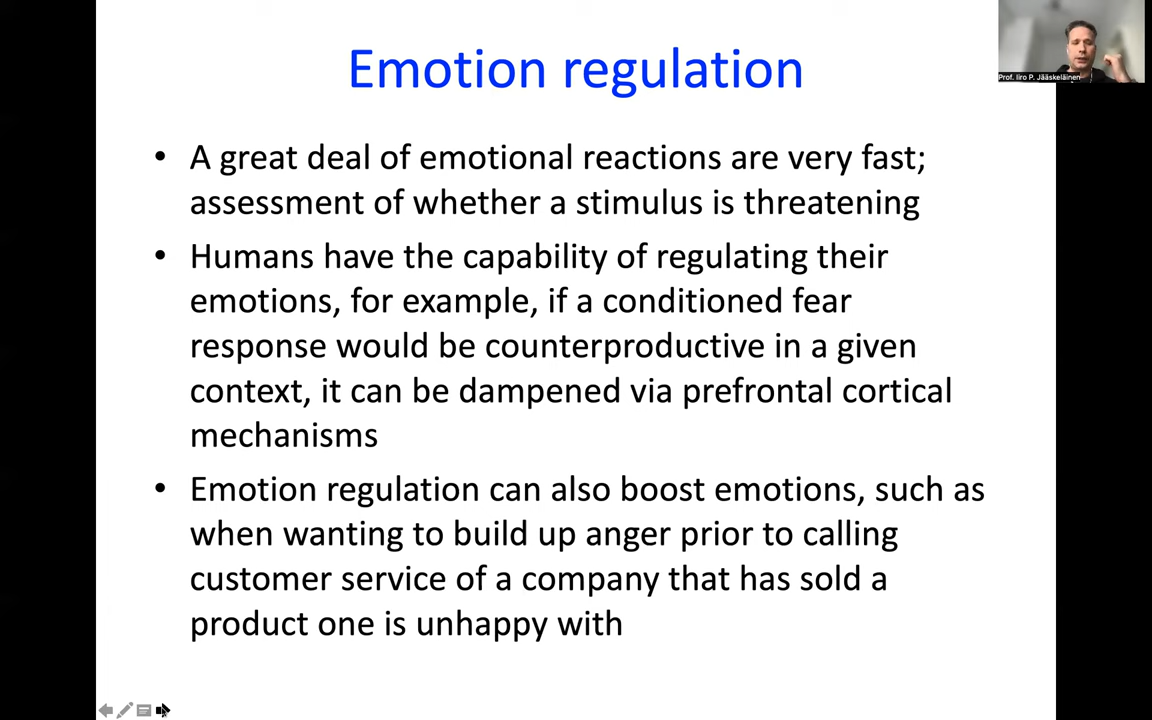 Emotion regulation
Prof. Iiro P. Jääskeläinen
• A great deal of emotional reactions are very fast;
assessment of whether a stimulus is threatening
• Humans have the capability of regulating their
emotions, for example, if a conditioned fear
response would be counterproductive in a given
context, it can be dampened via prefrontal cortical
mechanisms
• Emotion regulation can also boost emotions, such as
when wanting to build up anger prior to calling
customer service of a company that has sold a
product one is unhappy with